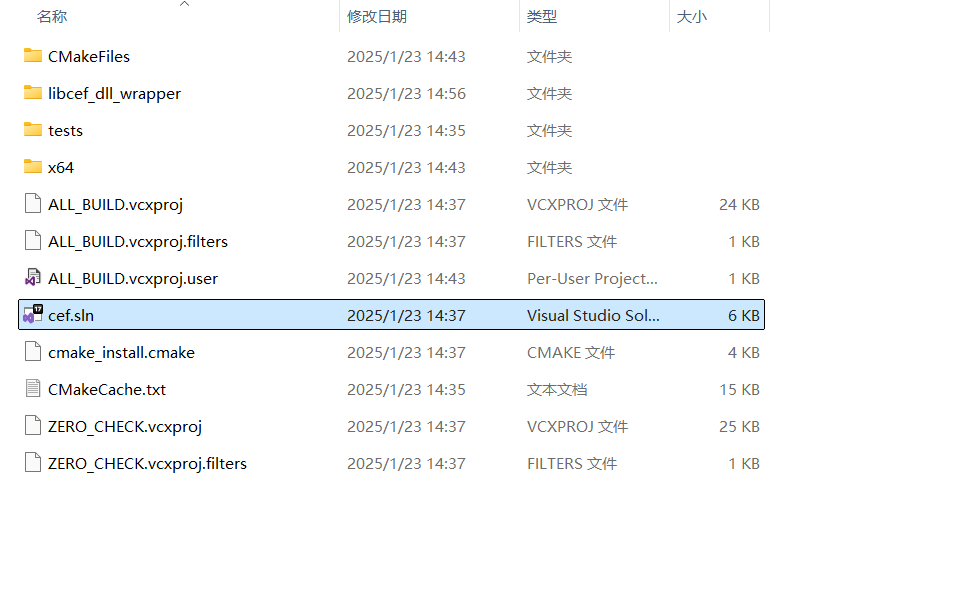 名称 修改日期 类型 大小
CMakeFiles 2025/1/23 14:43 文件夹
libcef_dll_wrapper 2025/1/23 14:56 文件夹
tests 2025/1/23 14:35 文件夹
x64 2025/1/23 14:43 文件夹
ALL_BUILD.vcxproj 2025/1/23 14:37 VCXPROJ 文件 24 KB
ALL_BUILD.vcxproj.filters 2025/1/23 14:37 FILTERS 文件 1 KB
ALL_BUILD.vcxproj.user 2025/1/23 14:43 Per-User Project... 1 KB
cef.sln 2025/1/23 14:37 Visual Studio Sol... 6 KB
cmake_install.cmake 2025/1/23 14:37 CMAKE 文件 4 KB
CMakeCache.txt 2025/1/23 14:35 文本文档 15 KB
ZERO_CHECK.vcxproj 2025/1/23 14:37 VCXPROJ 文件 25 KB
ZERO_CHECK.vcxproj.filters 2025/1/23 14:37 FILTERS 文件 1 KB